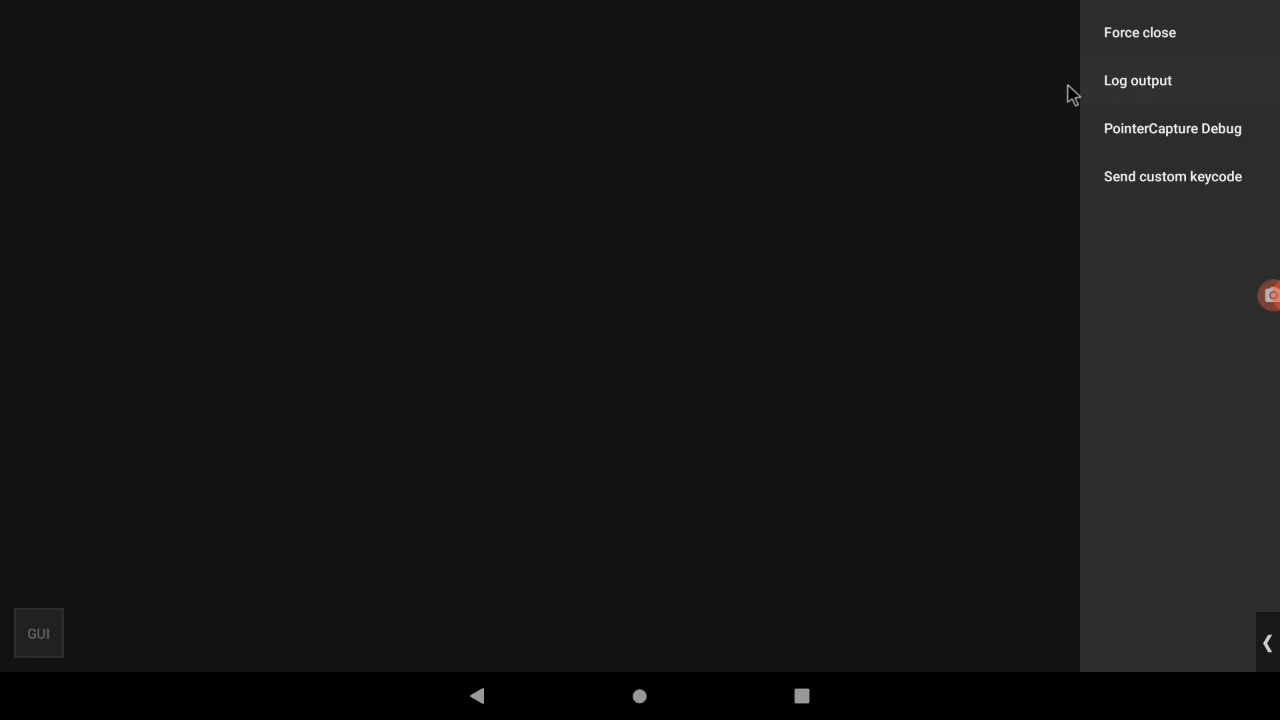 Force close
Log output
PointerCapture Debug
Send custom keycode
GUI